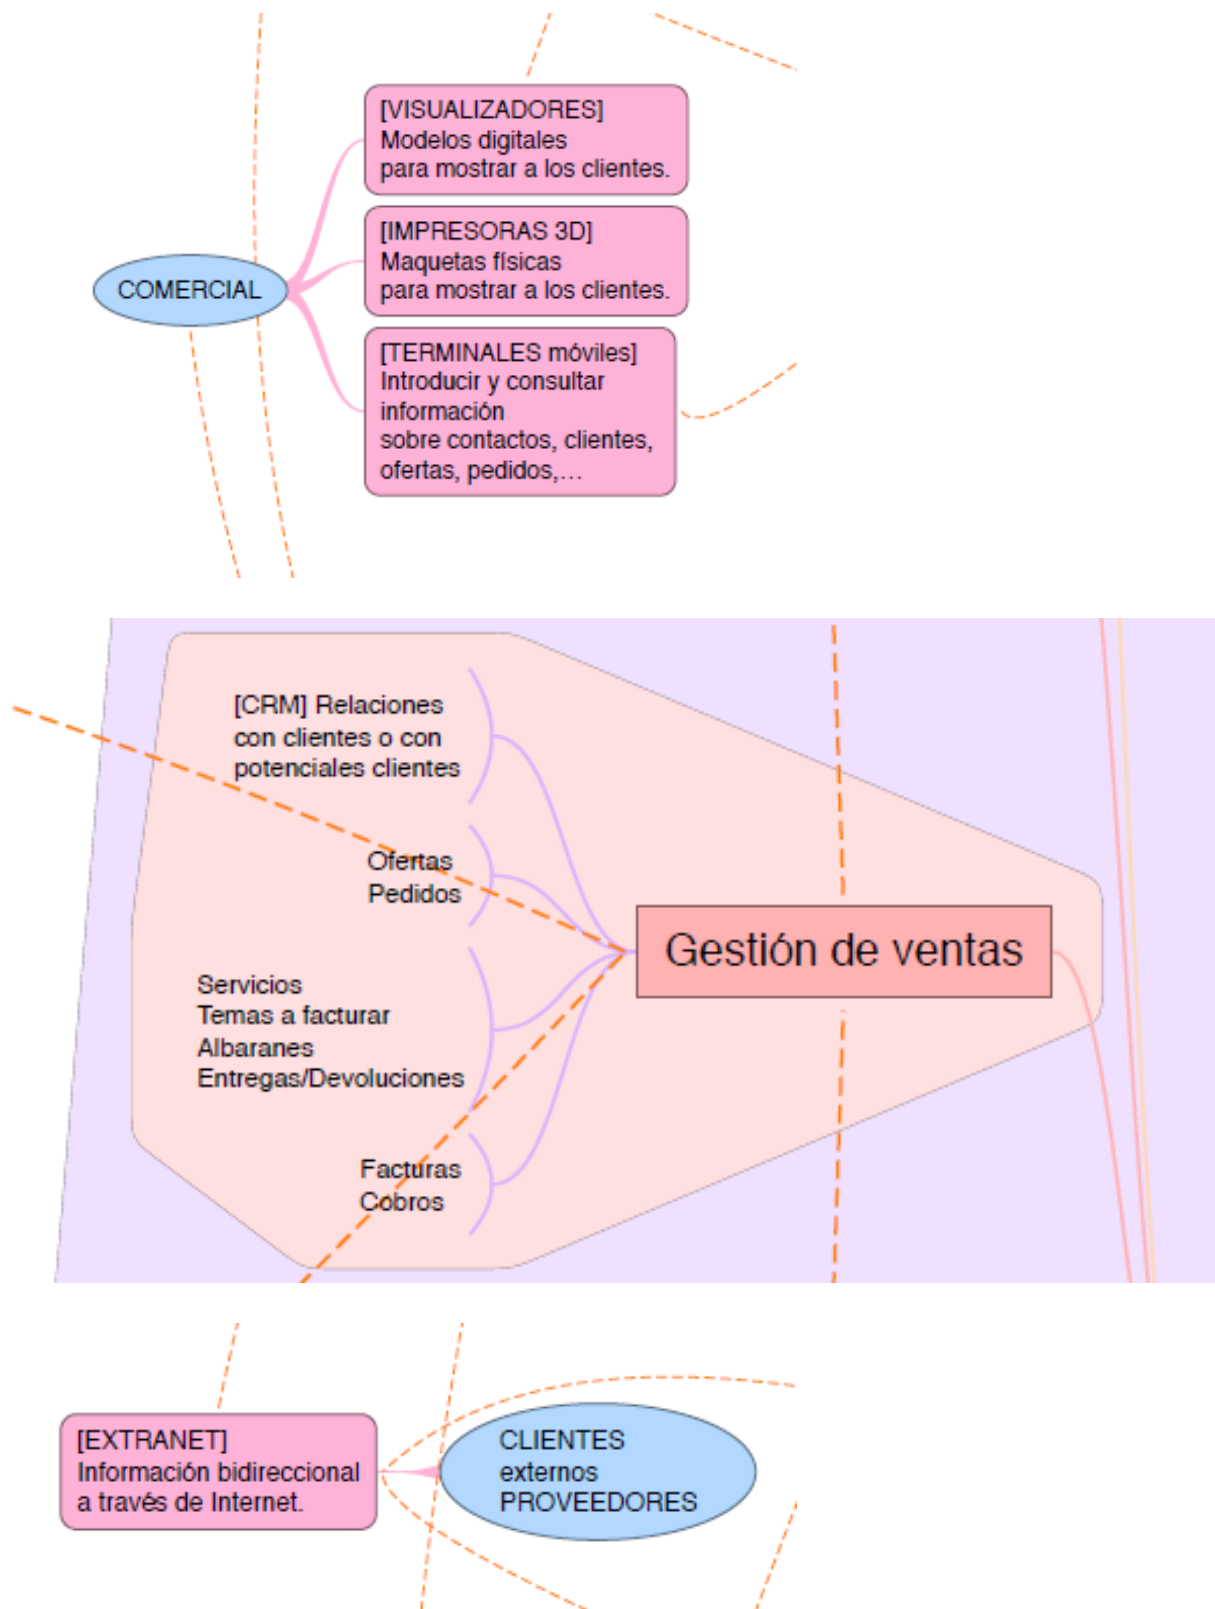 [VISUALIZADORES]
Modelos digitales
para mostrar a los clientes.
[IMPRESORAS 3D]
Maquetas físicas
para mostrar a los clientes.
COMERCIAL
[TERMINALES móviles]
Introducir y consultar
información
sobre contactos, clientes,
ofertas, pedidos,...
[CRM] Relaciones
con clientes o con
potenciales clientes
Ofertas
Pedidos
Gestión de ventas
Servicios
Temas a facturar
Albaranes
Entregas/Devoluciones
Facturas
Cobros
[EXTRANET]
Información bidireccional
a través de Internet.
CLIENTES
externos
PROVEEDORES